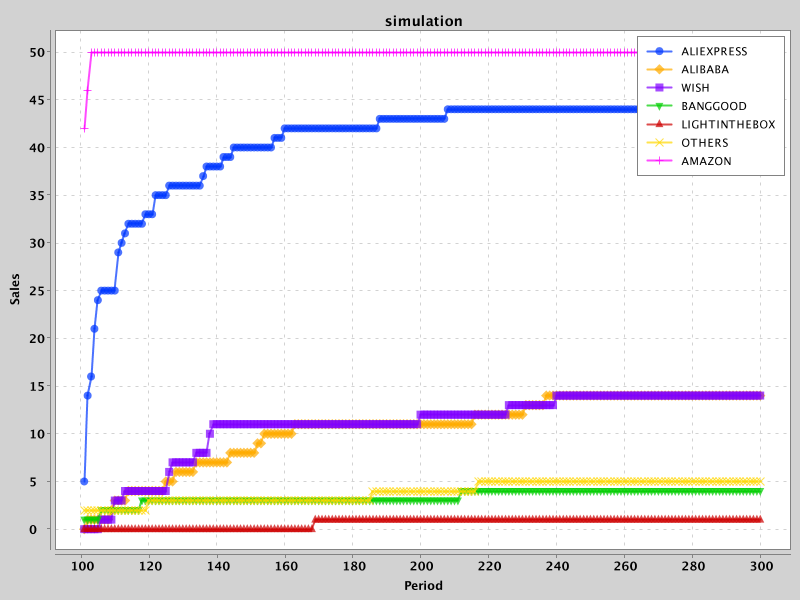 simulation
50
45
40
35
30
25
20
15
10
5
0
Sales
100 120 140 160 180 200 220 240 260 280 300
Period
ALIEXPRESS
ALIBABA
WISH
BANGGOOD
LIGHTINTHEBOX
OTHERS
AMAZON